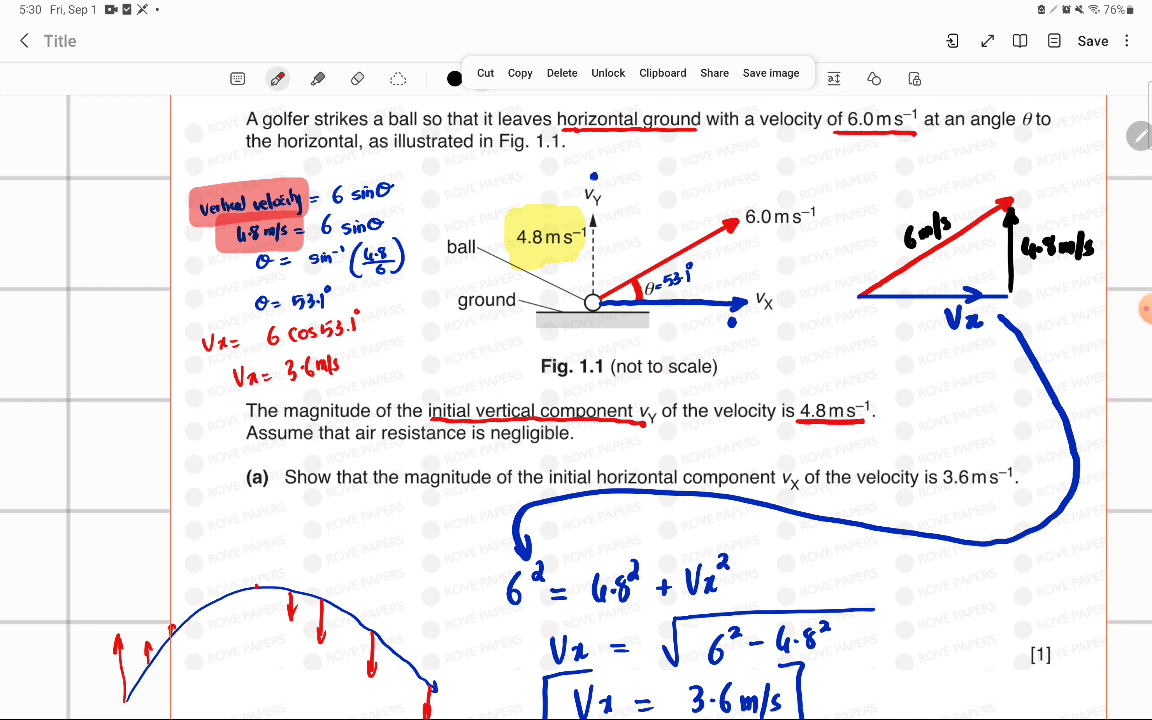 5:30 Fri, Sep 1
76%
Title
Save
Cut Copy Delete Unlock Clipboard Share Save image
A golfer strikes a ball so that it leaves horizontal ground with a velocity of 6.0 m s⁻¹ at an angle θ to
the horizontal, as illustrated in Fig. 1.1.
Vertical velocity = 6 sinθ
4.8 m/s = 6 sinθ
θ = sin⁻¹ (4.8/6)
θ = 53.1°
Vx = 6 cos 53.1°
Vx = 3.6 m/s
vY
6.0 m s⁻¹
4.8 m s⁻¹
ball
θ = 53.1°
ground
vX
6 m/s
4.8 m/s
Vx
Fig. 1.1 (not to scale)
The magnitude of the initial vertical component vY of the velocity is 4.8 m s⁻¹.
Assume that air resistance is negligible.
(a) Show that the magnitude of the initial horizontal component vX of the velocity is 3.6 m s⁻¹.
6² = 4.8² + Vx²
Vx = √6² − 4.8²
[1]
Vx = 3.6 m/s
ROVE PAPERS